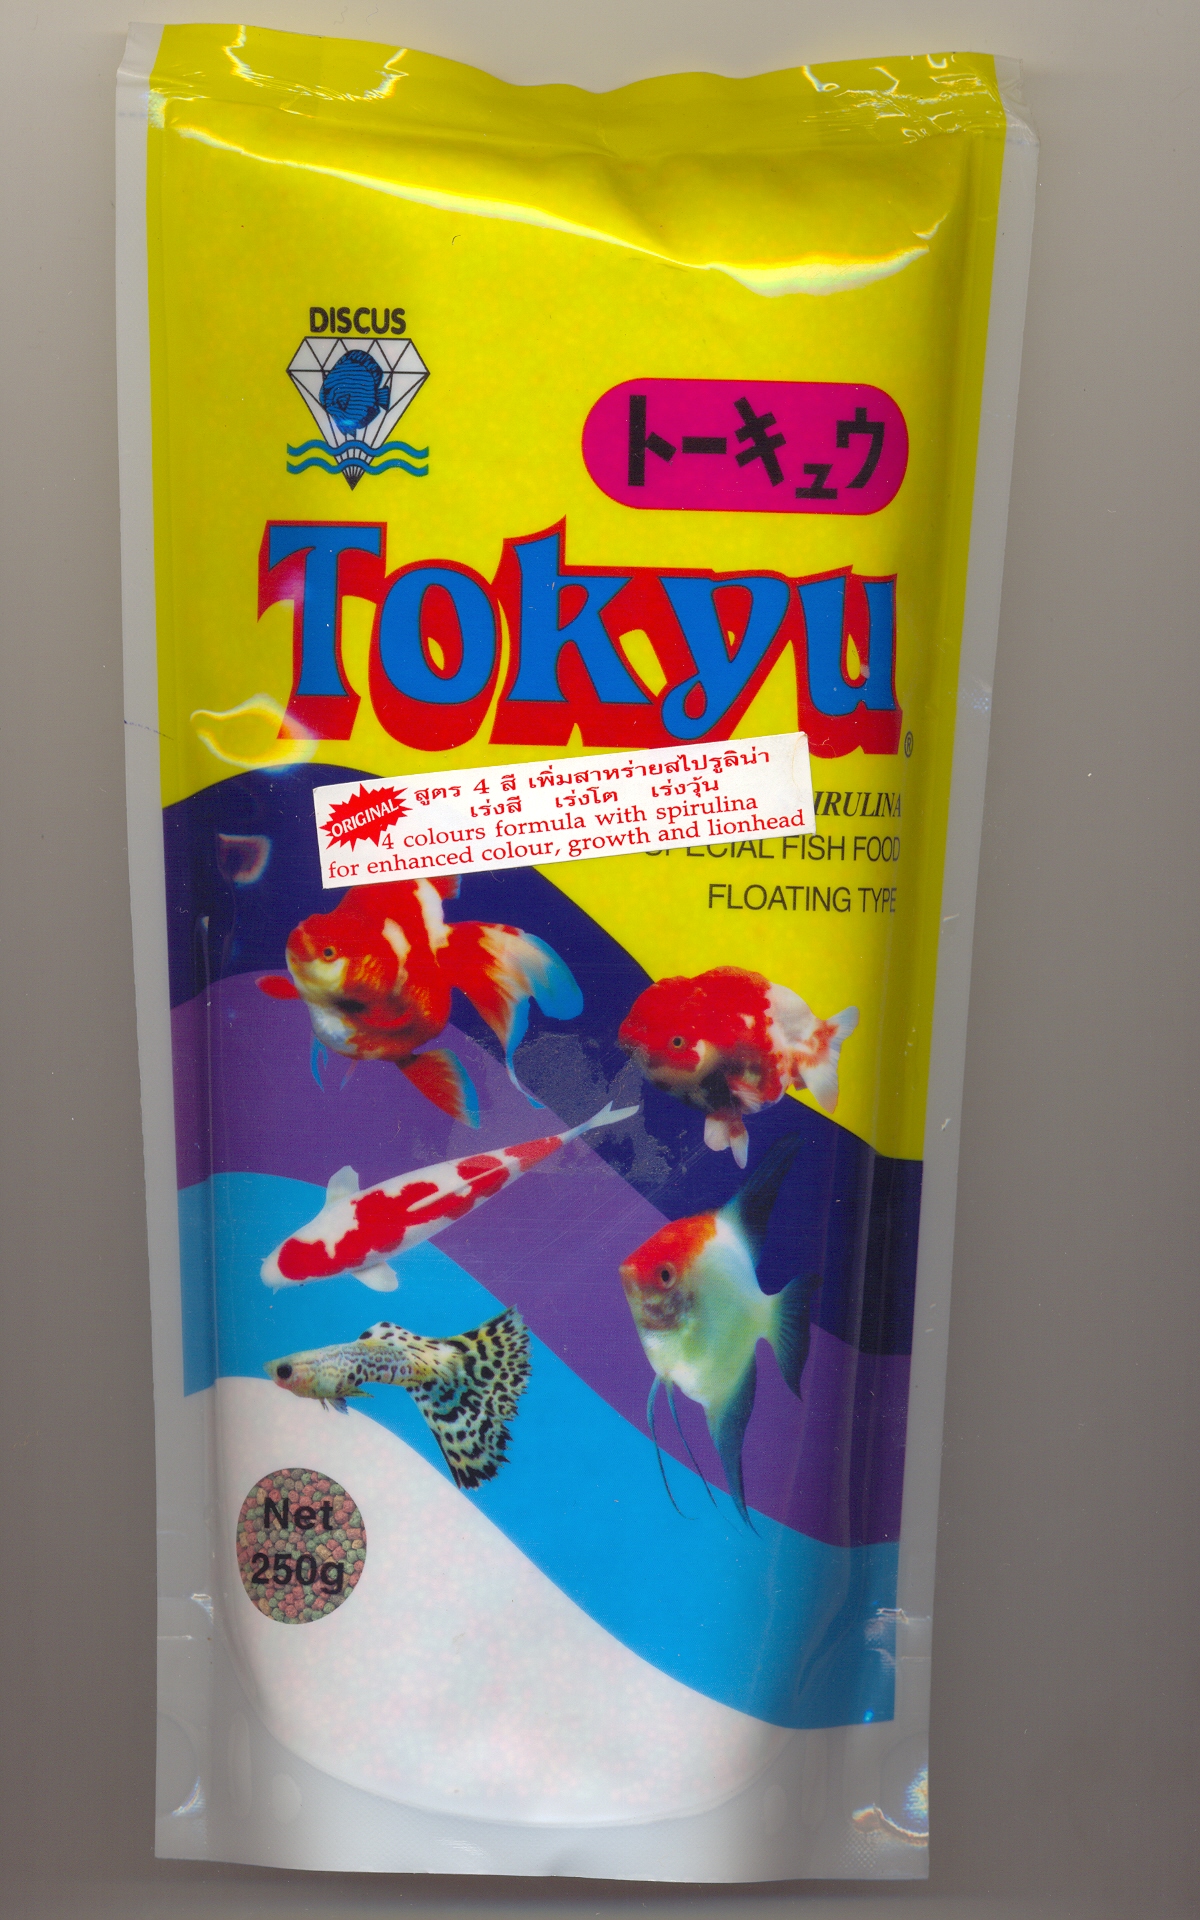 DISCUS
トーキュウ
Tokyu®
ORIGINAL
สูตร 4 สี เพิ่มสาหร่ายสไปรูลิน่า
เร่งสี เร่งโต เร่งวุ้น
4 colours formula with spirulina
for enhanced colour, growth and lionhead
IRULINA
SPECIAL FISH FOOD
FLOATING TYPE
Net
250g